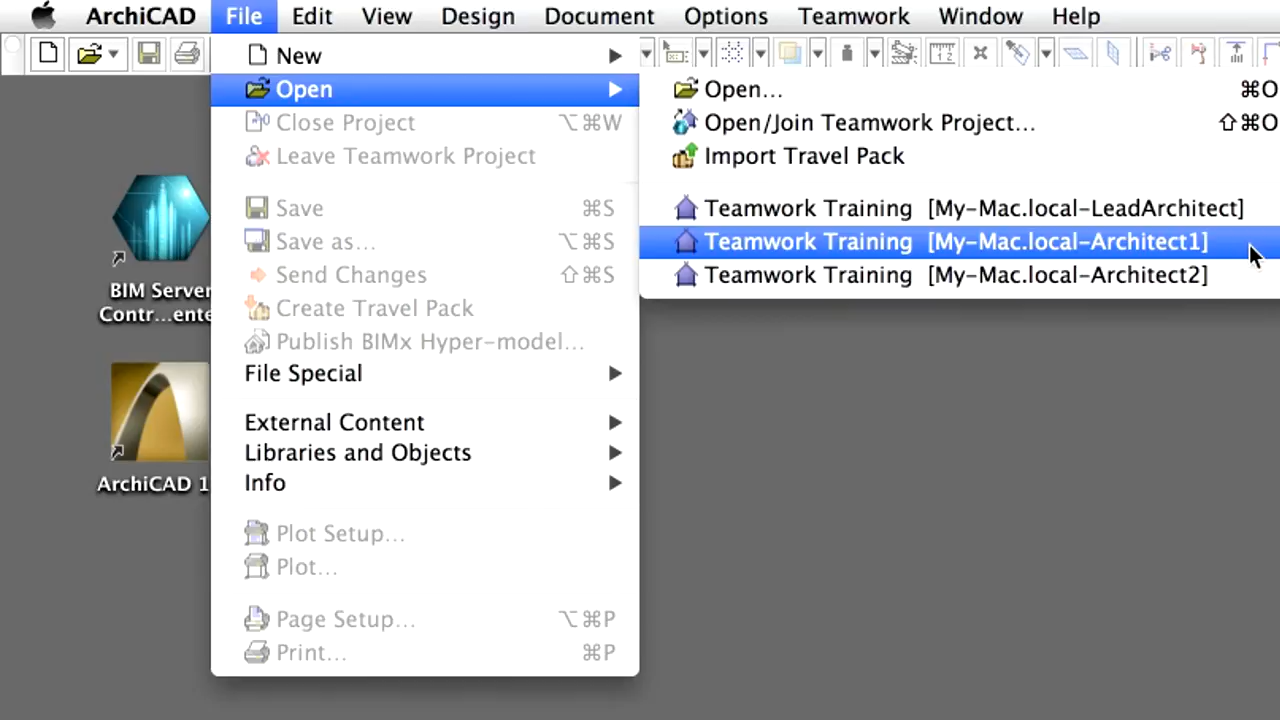 ArchiCAD File Edit View Design Document Options Teamwork Window Help
New
Open
Close Project ⌥⌘W
Leave Teamwork Project
Save ⌘S
Save as... ⌥⌘S
Send Changes ⇧⌘S
Create Travel Pack
Publish BIMx Hyper-model...
File Special
External Content
Libraries and Objects
Info
Plot Setup...
Plot...
Page Setup... ⌥⌘P
Print... ⌘P
Open... ⌘O
Open/Join Teamwork Project... ⇧⌘O
Import Travel Pack
Teamwork Training [My-Mac.local-LeadArchitect]
Teamwork Training [My-Mac.local-Architect1]
Teamwork Training [My-Mac.local-Architect2]
BIM Server
Contr...ente
ArchiCAD 1